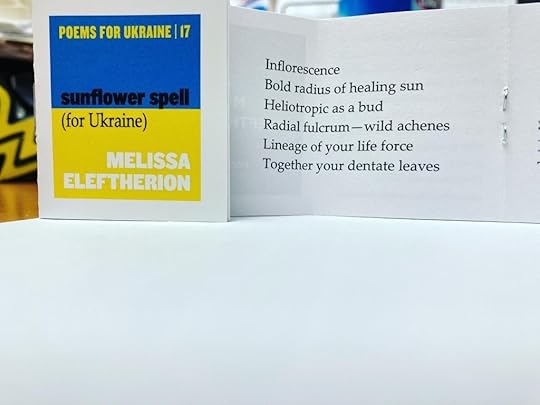 POEMS FOR UKRAINE | 17
sunflower spell
(for Ukraine)
MELISSA
ELEFTHERION
Inflorescence
Bold radius of healing sun
Heliotropic as a bud
Radial fulcrum—wild achenes
Lineage of your life force
Together your dentate leaves